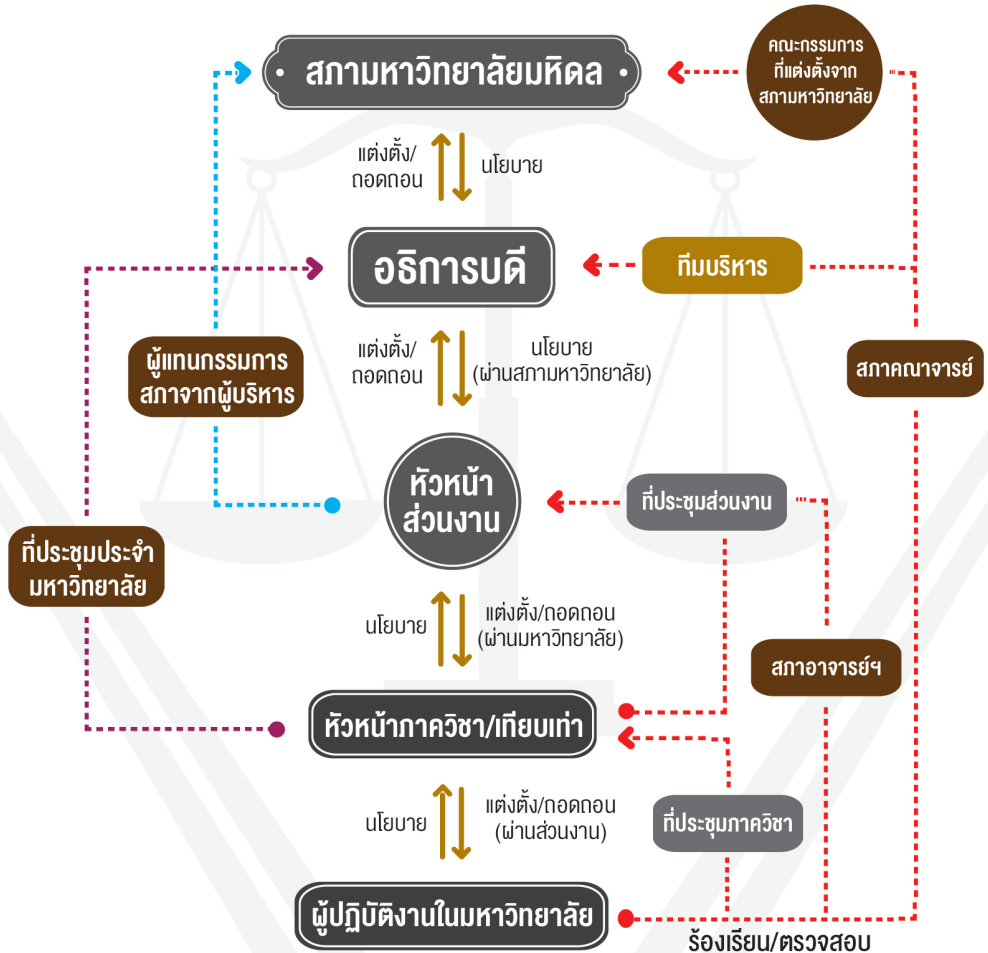 คณะกรรมการ
ที่แต่งตั้งจาก
สภามหาวิทยาลัย
สภามหาวิทยาลัยมหิดล
แต่งตั้ง/
ถอดถอน
นโยบาย
อธิการบดี
ทีมบริหาร
แต่งตั้ง/
ถอดถอน
นโยบาย
(ผ่านสภามหาวิทยาลัย)
ผู้แทนกรรมการ
สภาจากผู้บริหาร
สภาคณาจารย์
หัวหน้า
ส่วนงาน
ที่ประชุมส่วนงาน
ที่ประชุมประจำ
มหาวิทยาลัย
นโยบาย
แต่งตั้ง/ถอดถอน
(ผ่านมหาวิทยาลัย)
สภาอาจารย์ฯ
หัวหน้าภาควิชา/เทียบเท่า
นโยบาย
แต่งตั้ง/ถอดถอน
(ผ่านส่วนงาน)
ที่ประชุมภาควิชา
ผู้ปฏิบัติงานในมหาวิทยาลัย
ร้องเรียน/ตรวจสอบ